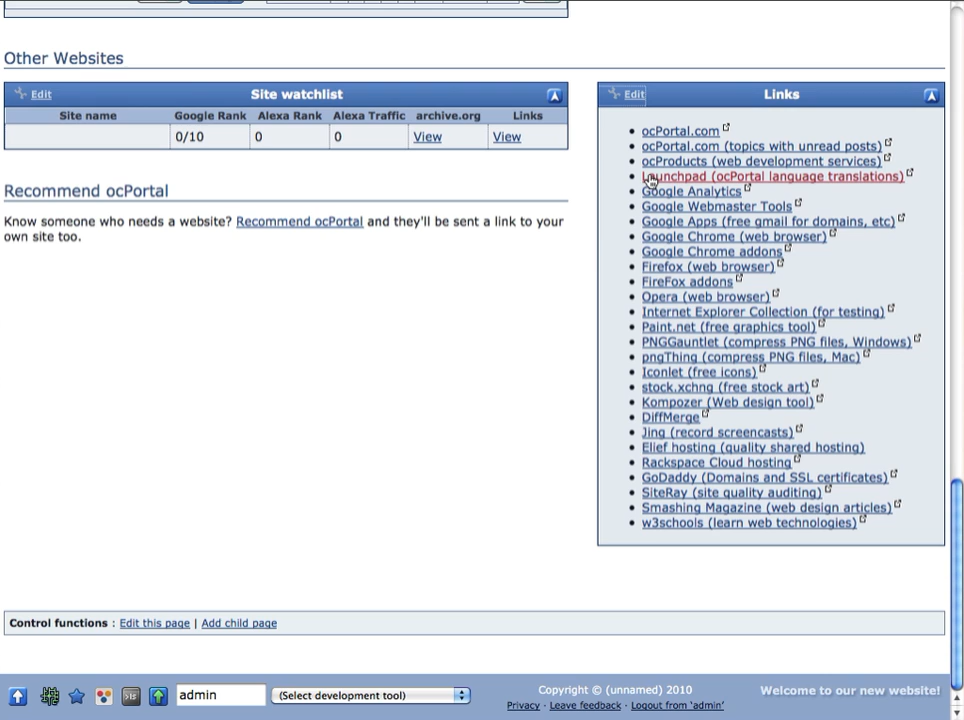 Other Websites
Edit
Site watchlist
Site name Google Rank Alexa Rank Alexa Traffic archive.org Links
0/10 0 0 View View
Recommend ocPortal
Know someone who needs a website? Recommend ocPortal and they'll be sent a link to your
own site too.
Edit
Links
ocPortal.com
ocPortal.com (topics with unread posts)
ocProducts (web development services)
Launchpad (ocPortal language translations)
Google Analytics
Google Webmaster Tools
Google Apps (free gmail for domains, etc)
Google Chrome (web browser)
Google Chrome addons
Firefox (web browser)
FireFox addons
Opera (web browser)
Internet Explorer Collection (for testing)
Paint.net (free graphics tool)
PNGGauntlet (compress PNG files, Windows)
pngThing (compress PNG files, Mac)
Iconlet (free icons)
stock.xchng (free stock art)
Kompozer (Web design tool)
DiffMerge
Jing (record screencasts)
Elief hosting (quality shared hosting)
Rackspace Cloud hosting
GoDaddy (Domains and SSL certificates)
SiteRay (site quality auditing)
Smashing Magazine (web design articles)
w3schools (learn web technologies)
Control functions : Edit this page | Add child page
admin
(Select development tool)
Copyright © (unnamed) 2010
Privacy · Leave feedback · Logout from 'admin'
Welcome to our new website!